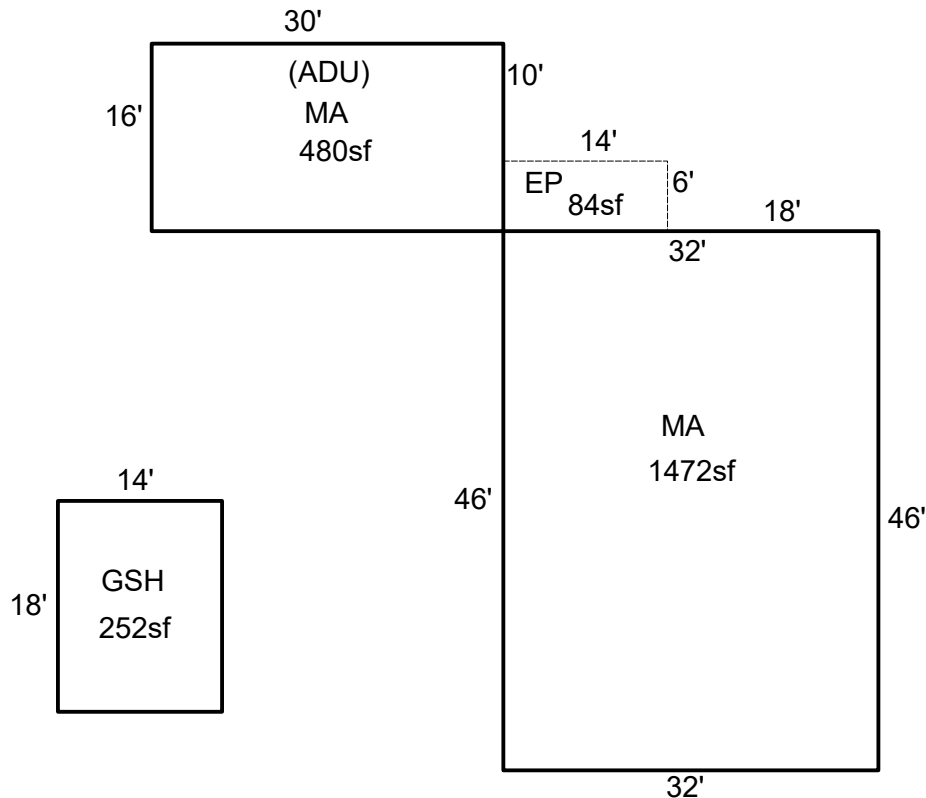 30'
(ADU)
10'
16'
MA
480sf
14'
EP
6'
84sf
18'
32'
MA
1472sf
14'
46'
46'
GSH
18'
252sf
32'